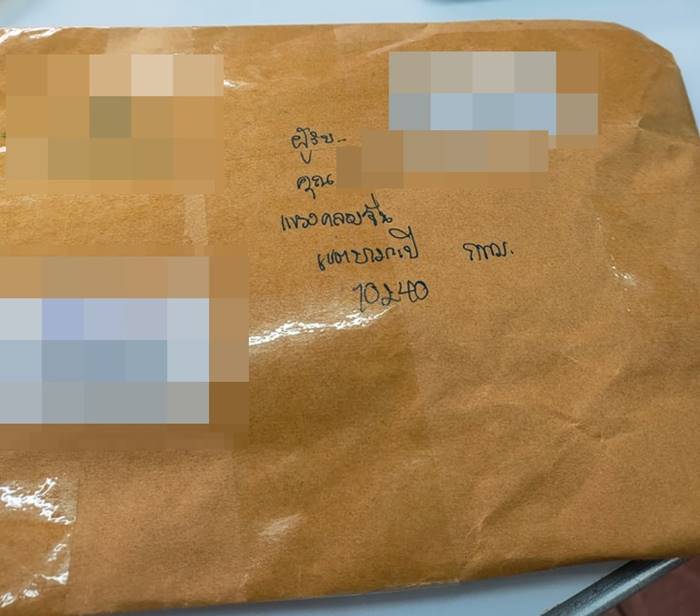 ผู้รับ..
คุณ
แขวงคลองจั่น
เขตบางกะปิ กทม.
10240